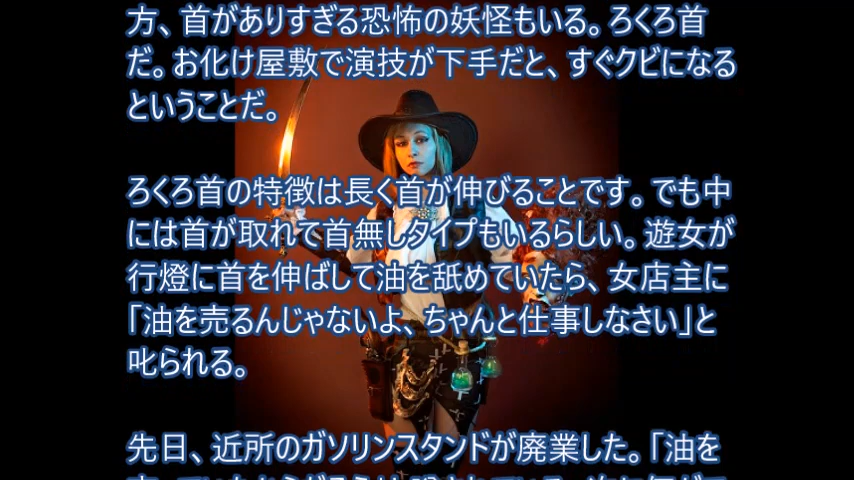 方、首がありすぎる恐怖の妖怪もいる。ろくろ首
だ。お化け屋敷で演技が下手だと、すぐクビになる
ということだ。
ろくろ首の特徴は長く首が伸びることです。でも中
には首が取れて首無しタイプもいるらしい。遊女が
行燈に首を伸ばして油を舐めていたら、女店主に
「油を売るんじゃないよ、ちゃんと仕事しなさい」と
叱られる。
先日、近所のガソリンスタンドが廃業した。「油を